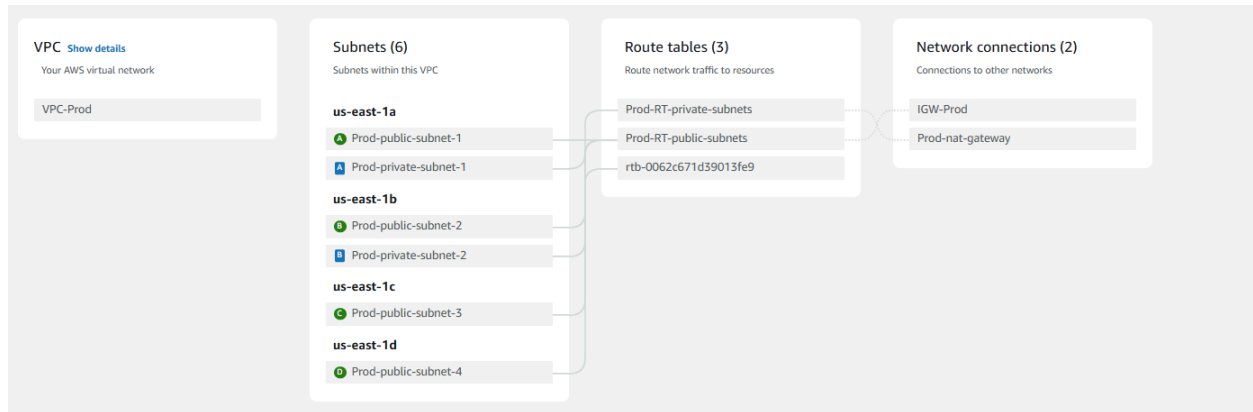 VPC Show details
Your AWS virtual network
VPC-Prod
Subnets (6)
Subnets within this VPC
us-east-1a
A Prod-public-subnet-1
A Prod-private-subnet-1
us-east-1b
B Prod-public-subnet-2
B Prod-private-subnet-2
us-east-1c
C Prod-public-subnet-3
us-east-1d
D Prod-public-subnet-4
Route tables (3)
Route network traffic to resources
Prod-RT-private-subnets
Prod-RT-public-subnets
rtb-0062c671d39013fe9
Network connections (2)
Connections to other networks
IGW-Prod
Prod-nat-gateway